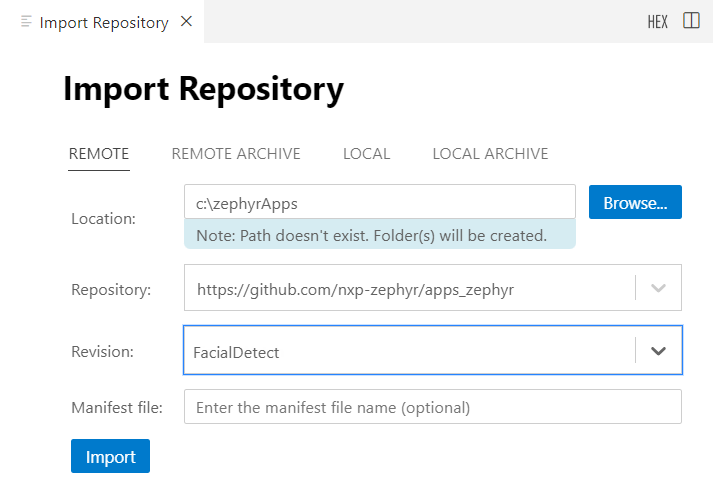 Import Repository
HEX
Import Repository
REMOTE REMOTE ARCHIVE LOCAL LOCAL ARCHIVE
Location: c:\zephyrApps Browse...
Note: Path doesn't exist. Folder(s) will be created.
Repository: https://github.com/nxp-zephyr/apps_zephyr
Revision: FacialDetect
Manifest file: Enter the manifest file name (optional)
Import